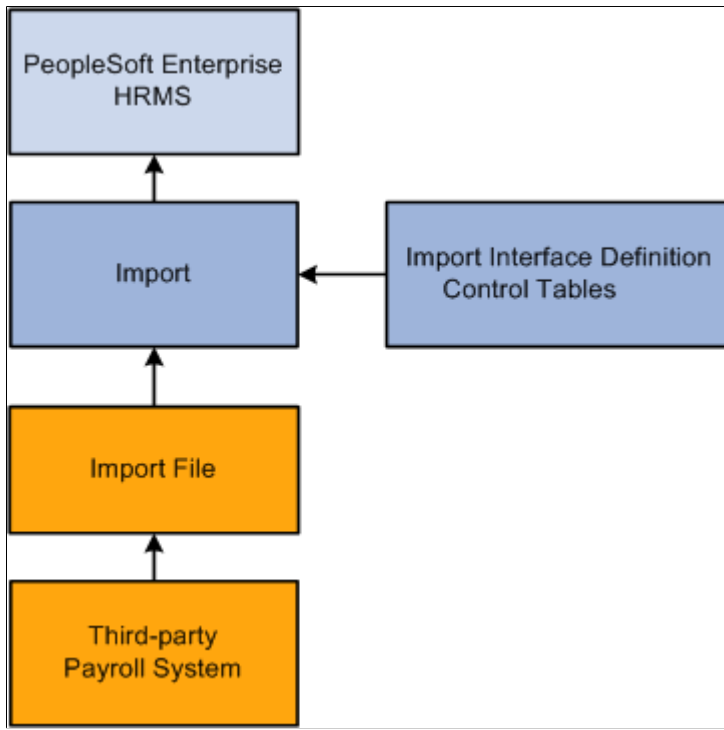 PeopleSoft Enterprise
HRMS
Import
Import Interface Definition
Control Tables
Import File
Third-party
Payroll System